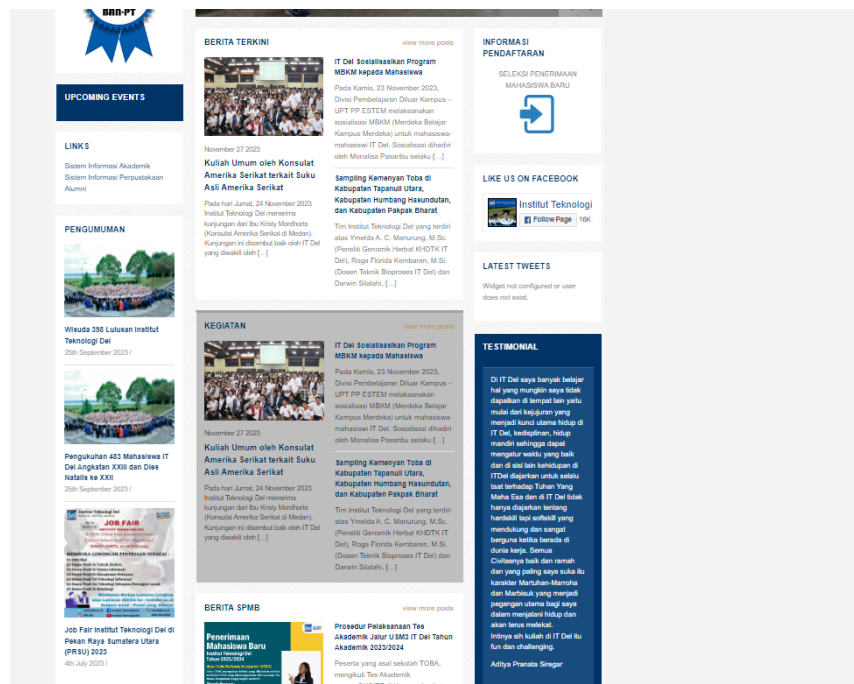 BAN-PT
UPCOMING EVENTS
LINKS
Sistem Informasi Akademik
Sistem Informasi Perpustakaan
Alumni
PENGUMUMAN
Wisuda 398 Lulusan Institut
Teknologi Del
25th September 2023 /
Pengukuhan 483 Mahasiswa IT
Del Angkatan XXIII dan Dies
Natalis ke XXII
25th September 2023 /
Institut Teknologi Del
JOB FAIR
MEMBUKA LOWONGAN PEKERJAAN SEBAGAI :
Job Fair Institut Teknologi Del di
Pekan Raya Sumatera Utara
(PRSU) 2023
4th July 2023 /
BERITA TERKINI
view more posts
November 27 2023
Kuliah Umum oleh Konsulat
Amerika Serikat terkait Suku
Asli Amerika Serikat
Pada hari Jumat, 24 November 2023
Institut Teknologi Del menerima
kunjungan dari Ibu Kristy Mordhorts
(Konsulat Amerika Serikat di Medan).
Kunjungan ini disambut baik oleh IT Del
yang diwakili oleh [...]
IT Del Sosialisasikan Program
MBKM kepada Mahasiswa
Pada Kamis, 23 November 2023,
Divisi Pembelajaran Diluar Kampus –
UPT PP ESTEM melaksanakan
sosialisasi MBKM (Merdeka Belajar
Kampus Merdeka) untuk mahasiswa-
mahasiswi IT Del. Sosialisasi dihadiri
oleh Monalisa Pasaribu selaku [...]
Sampling Kemenyan Toba di
Kabupaten Tapanuli Utara,
Kabupaten Humbang Hasundutan,
dan Kabupaten Pakpak Bharat
Tim Institut Teknologi Del yang terdiri
atas Ymelda A. C. Manurung, M.Sc.
(Peneliti Genomik Herbal KHDTK IT
Del), Roga Florida Kembaren, M.Si.
(Dosen Teknik Bioproses IT Del) dan
Darwin Silalahi, [...]
KEGIATAN
view more posts
November 27 2023
Kuliah Umum oleh Konsulat
Amerika Serikat terkait Suku
Asli Amerika Serikat
Pada hari Jumat, 24 November 2023
Institut Teknologi Del menerima
kunjungan dari Ibu Kristy Mordhorts
(Konsulat Amerika Serikat di Medan).
Kunjungan ini disambut baik oleh IT Del
yang diwakili oleh [...]
IT Del Sosialisasikan Program
MBKM kepada Mahasiswa
Pada Kamis, 23 November 2023,
Divisi Pembelajaran Diluar Kampus –
UPT PP ESTEM melaksanakan
sosialisasi MBKM (Merdeka Belajar
Kampus Merdeka) untuk mahasiswa-
mahasiswi IT Del. Sosialisasi dihadiri
oleh Monalisa Pasaribu selaku [...]
Sampling Kemenyan Toba di
Kabupaten Tapanuli Utara,
Kabupaten Humbang Hasundutan,
dan Kabupaten Pakpak Bharat
Tim Institut Teknologi Del yang terdiri
atas Ymelda A. C. Manurung, M.Sc.
(Peneliti Genomik Herbal KHDTK IT
Del), Roga Florida Kembaren, M.Si.
(Dosen Teknik Bioproses IT Del) dan
Darwin Silalahi, [...]
BERITA SPMB
view more posts
Penerimaan
Mahasiswa Baru
Institut Teknologi Del
Tahun 2023/2024
Prosedur Pelaksanaan Tes
Akademik Jalur USM3 IT Del Tahun
Akademik 2023/2024
Peserta yang asal sekolah TOBA,
mengikuti Tes Akademik
INFORMASI
PENDAFTARAN
SELEKSI PENERIMAAN
MAHASISWA BARU
LIKE US ON FACEBOOK
Institut Teknologi
Follow Page 16K
LATEST TWEETS
Widget not configured or user
does not exist.
TESTIMONIAL
Di IT Del saya banyak belajar
hal yang mungkin saya tidak
dapatkan di tempat lain yaitu
mulai dari kejujuran yang
menjadi kunci utama hidup di
IT Del, kedisplinan, hidup
mandiri sehingga dapat
mengatur waktu yang baik
dan di sisi lain kehidupan di
ITDel diajarkan untuk selalu
taat terhadap Tuhan Yang
Maha Esa dan di IT Del tidak
hanya diajarkan tentang
hardskill tapi softskill yang
mendukung dan sangat
berguna ketika berada di
dunia kerja. Semua
Civitasnya baik dan ramah
dan yang paling saya suka itu
karakter Martuhan-Marroha
dan Marbisuk yang menjadi
pegangan utama bagi saya
dalam menjalani hidup dan
akan terus melekat.
Intinya sih kuliah di IT Del itu
fun dan challenging.
Aditya Pranata Siregar